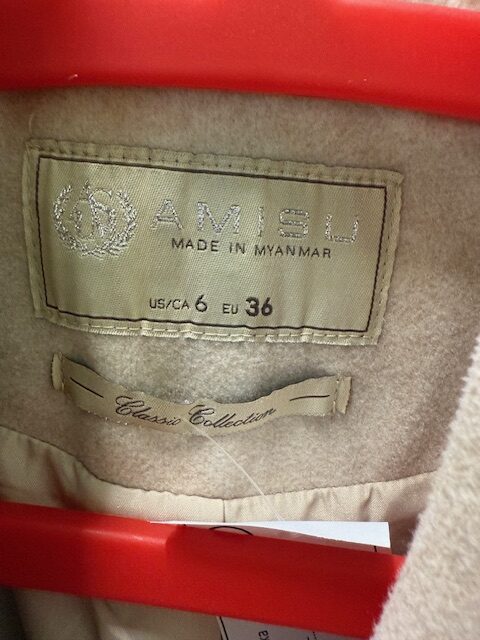 AMISU
MADE IN MYANMAR
US/CA 6 EU 36
Classic Collection